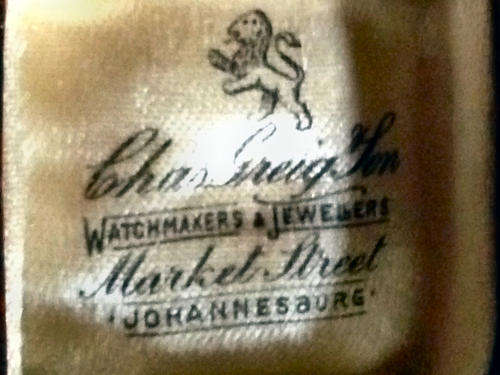 Chas Greig & Son
WATCHMAKERS & JEWELLERS
Market Street
JOHANNESBURG